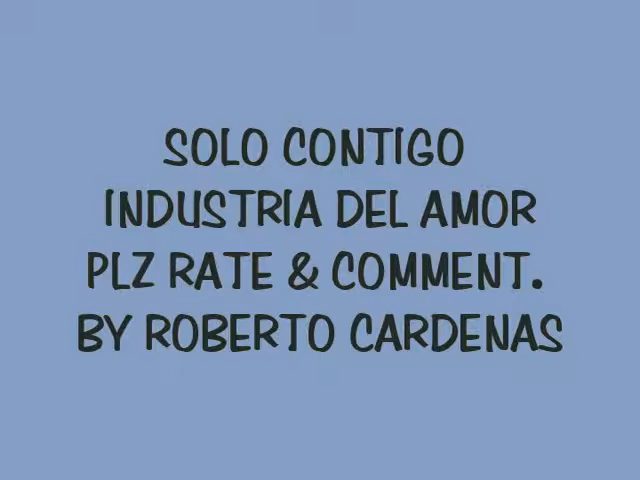 SOLO CONTIGO
INDUSTRIA DEL AMOR
PLZ RATE & COMMENT.
BY ROBERTO CARDENAS